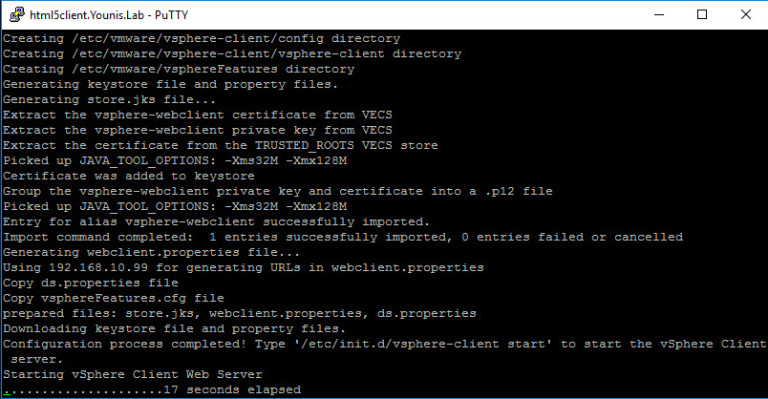 html5client.Younis.Lab - PuTTY
Creating /etc/vmware/vsphere-client/config directory
Creating /etc/vmware/vsphere-client/vsphere-client directory
Creating /etc/vmware/vsphereFeatures directory
Generating keystore file and property files.
Generating store.jks file...
Extract the vsphere-webclient certificate from VECS
Extract the vsphere-webclient private key from VECS
Extract the certificate from the TRUSTED_ROOTS VECS store
Picked up JAVA_TOOL_OPTIONS: -Xms32M -Xmx128M
Certificate was added to keystore
Group the vsphere-webclient private key and certificate into a .p12 file
Picked up JAVA_TOOL_OPTIONS: -Xms32M -Xmx128M
Entry for alias vsphere-webclient successfully imported.
Import command completed:  1 entries successfully imported, 0 entries failed or cancelled
Generating webclient.properties file...
Using 192.168.10.99 for generating URLs in webclient.properties
Copy ds.properties file
Copy vsphereFeatures.cfg file
prepared files: store.jks, webclient.properties, ds.properties
Downloading keystore file and property files.
Configuration process completed! Type '/etc/init.d/vsphere-client start' to start the vSphere Client
 server.
Starting vSphere Client Web Server
.....................17 seconds elapsed